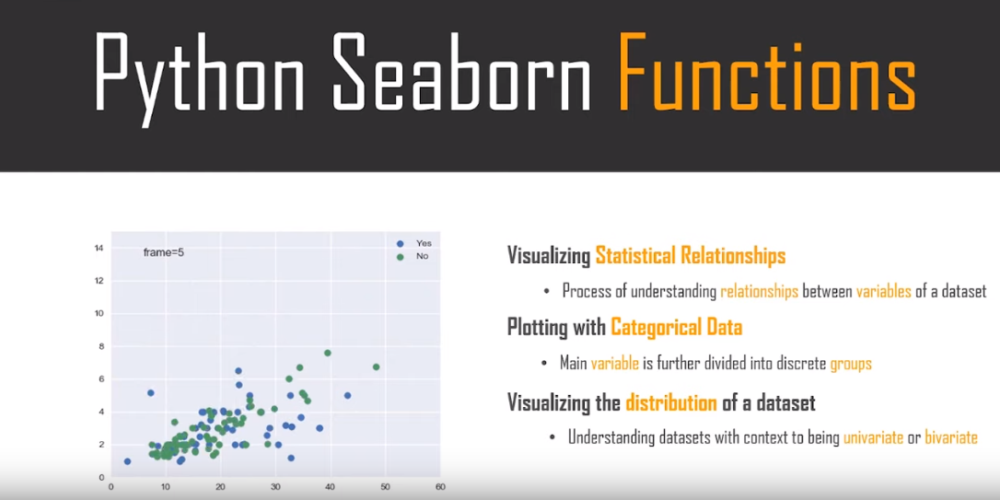 Python Seaborn Functions
frame=5
Yes
No
14
12
10
8
6
4
2
0
0 10 20 30 40 50 60
Visualizing Statistical Relationships
• Process of understanding relationships between variables of a dataset
Plotting with Categorical Data
• Main variable is further divided into discrete groups
Visualizing the distribution of a dataset
• Understanding datasets with context to being univariate or bivariate